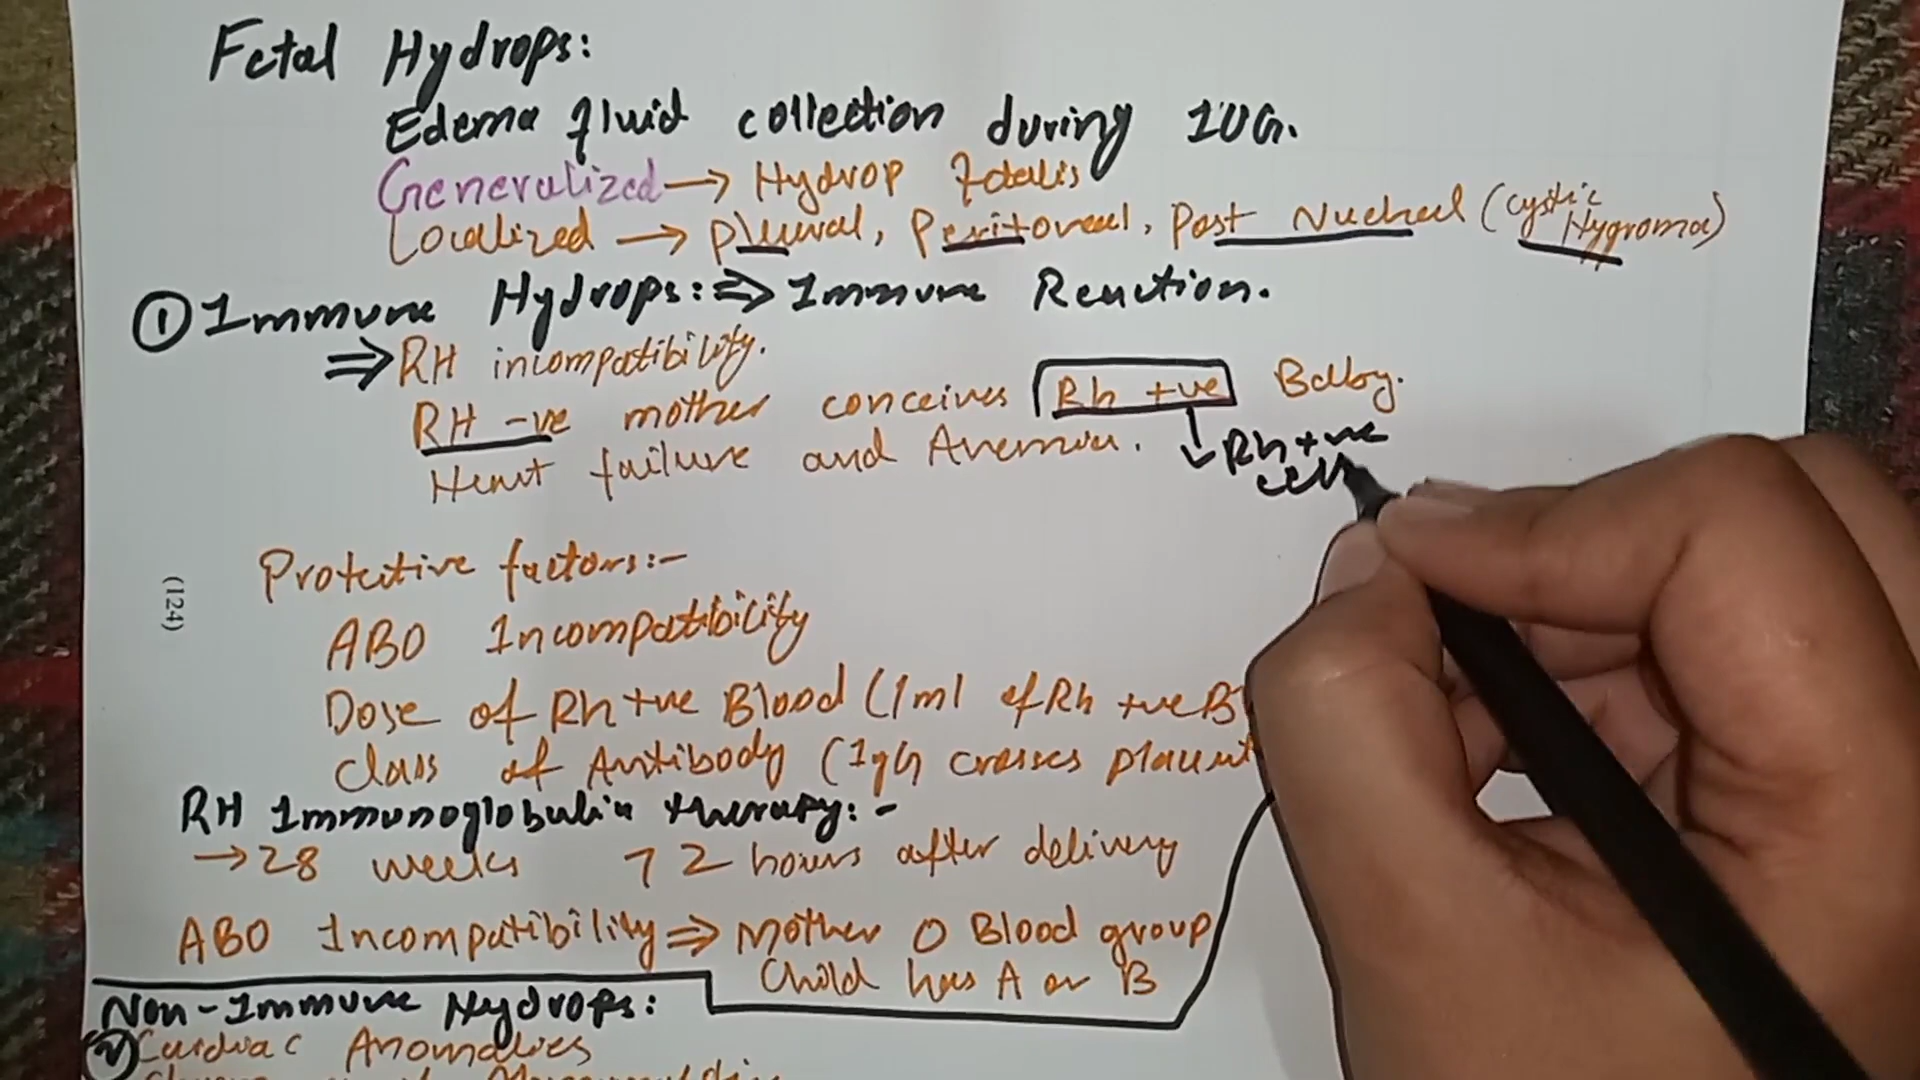 Fetal Hydrops:
Edema fluid collection during IUG.
Generalized → Hydrop fetalis
Localized → pluural, Peritoneal, Post Nucheal (cystic Hygroma)
① Immune Hydrops: ⇒ Immune Reaction.
⇒ RH incompatibility.
RH -ve mother conceives Rh +ve Baby.
Heart failure and Anemia. ↳ Rh +ve
cell
Protective factors:-
ABO Incompatibility
Dose of Rh +ve Blood (1ml of Rh +ve B
Class of Antibody (IgG crosses placent
(124)
RH Immunoglobulin therapy:-
→ 28 weeks 72 hours after delivery
ABO Incompatibility ⇒ Mother O Blood group
Child has A or B
Non-Immune Hydrops:
Cardiac Anomalies